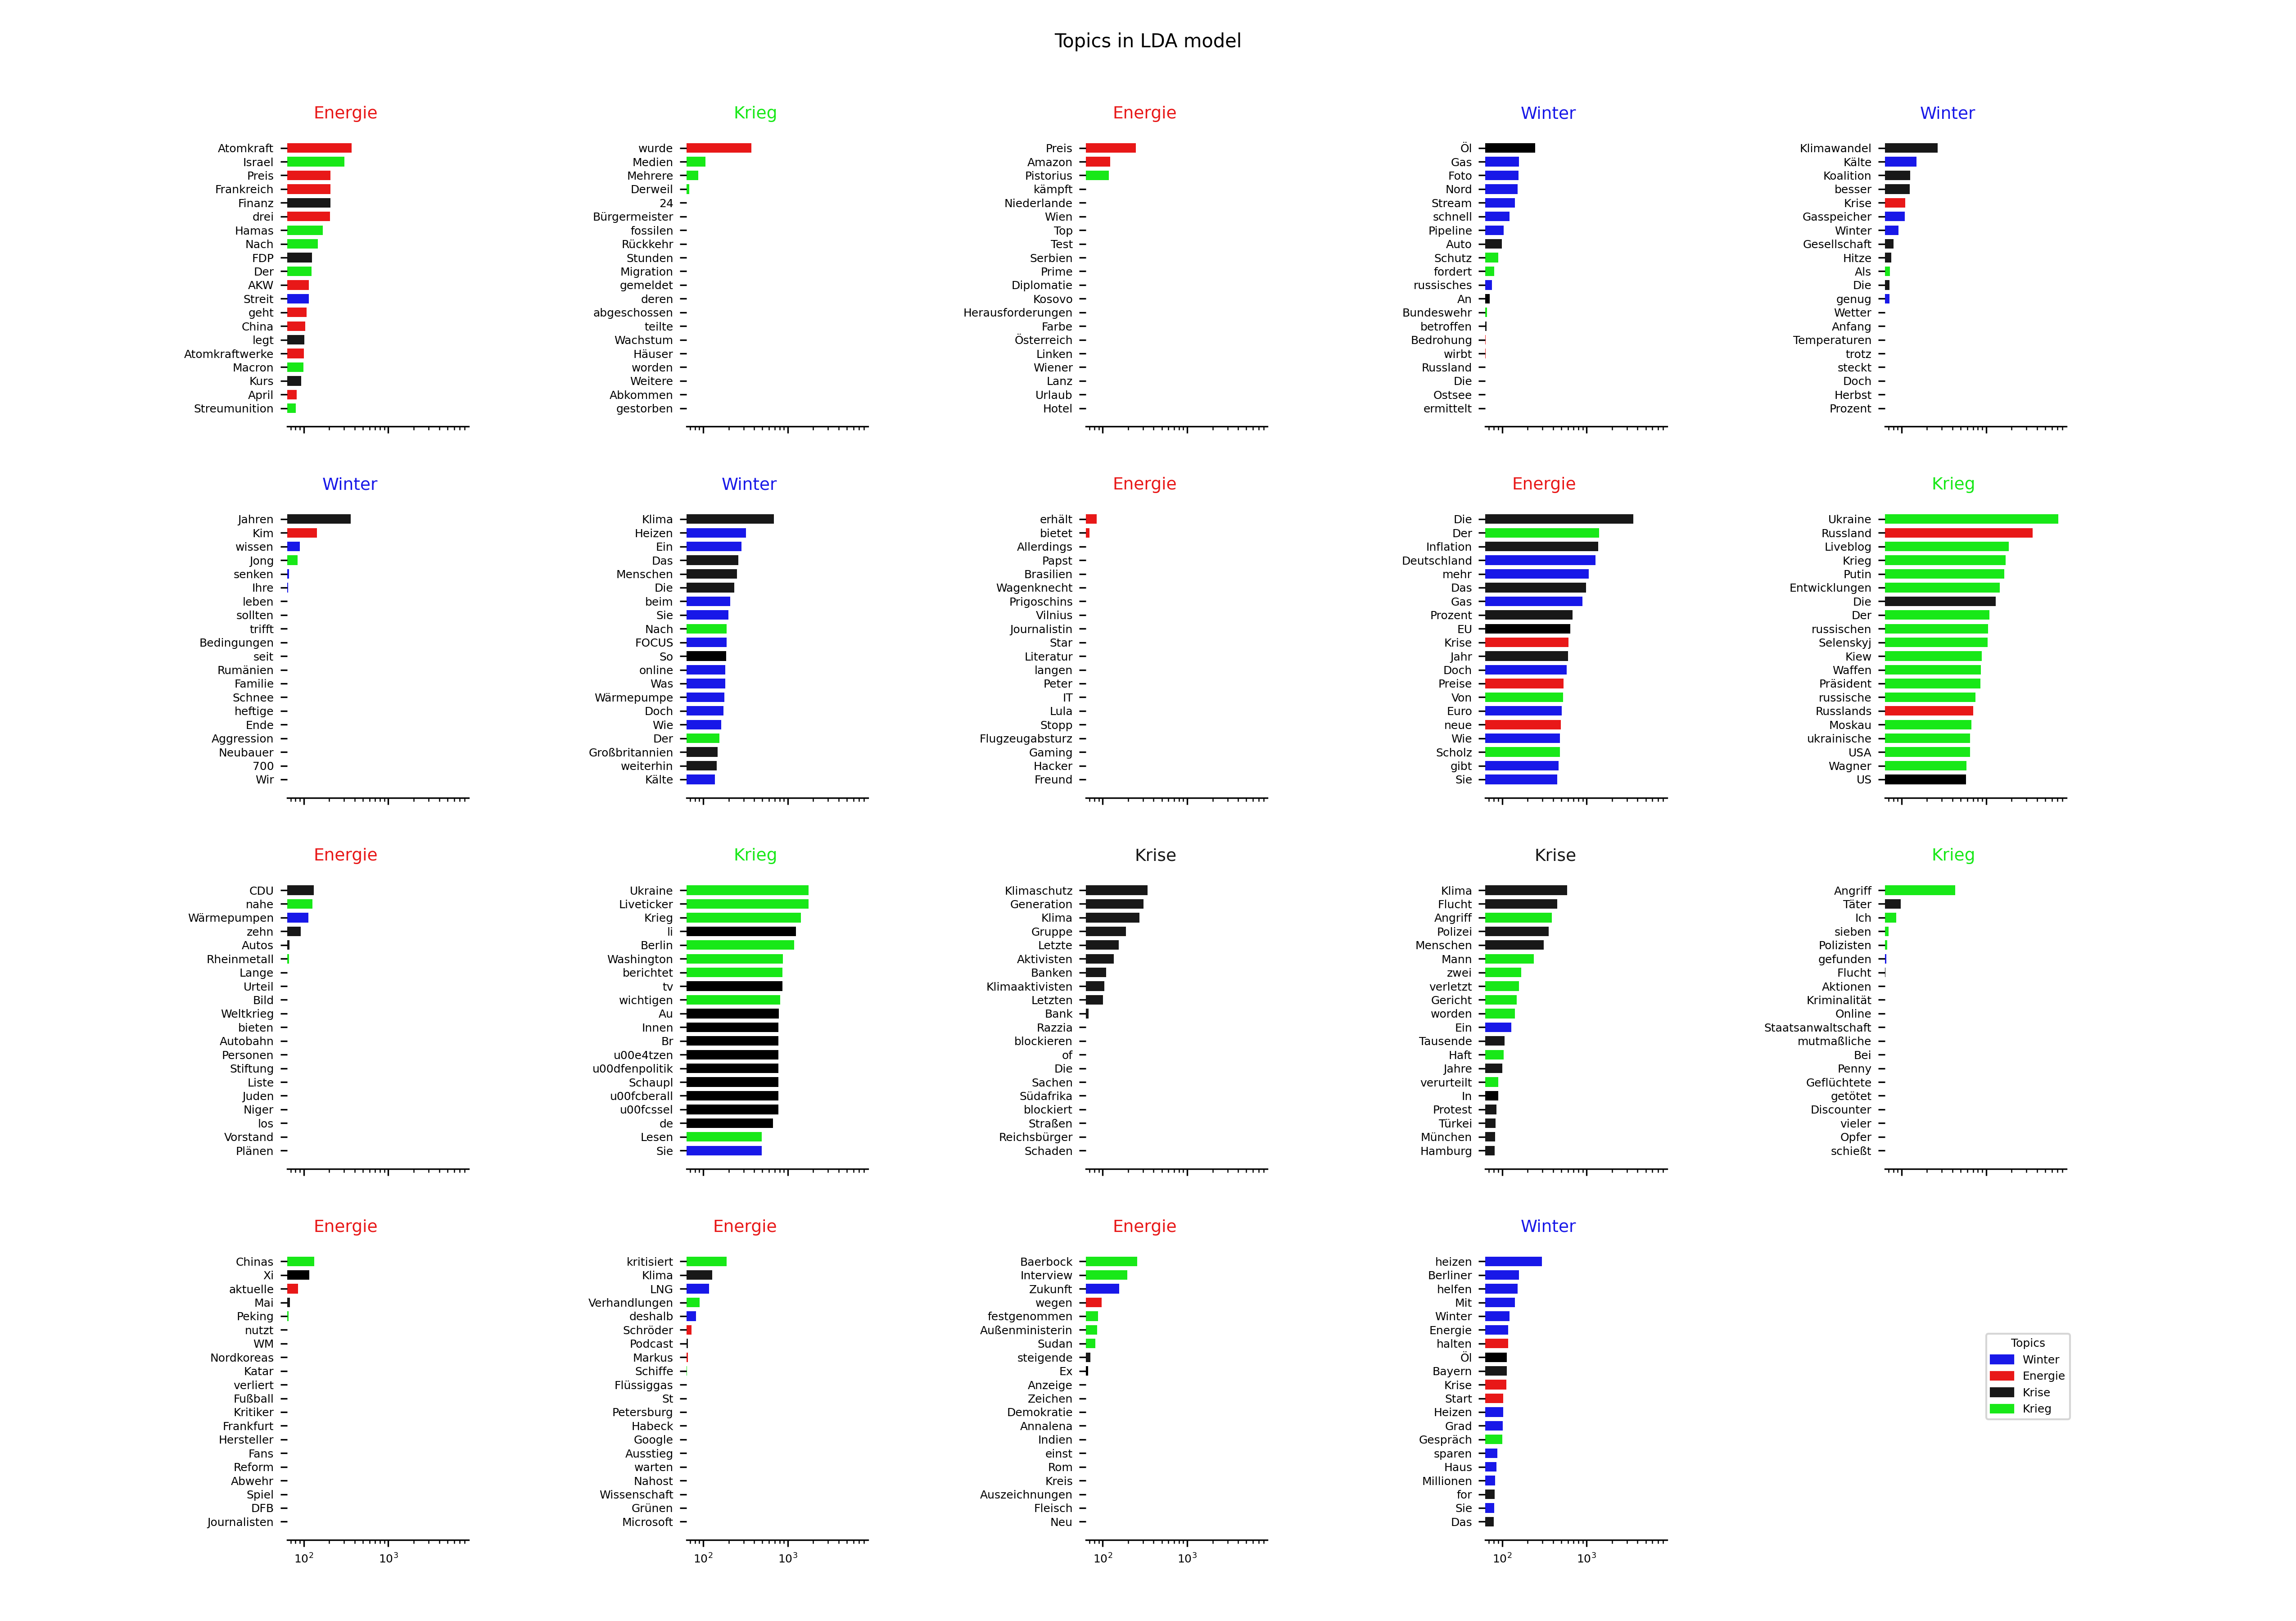 Topics in LDA model
Energie
Atomkraft
Israel
Preis
Frankreich
Finanz
drei
Hamas
Nach
FDP
Der
AKW
Streit
geht
China
legt
Atomkraftwerke
Macron
Kurs
April
Streumunition
Krieg
wurde
Medien
Mehrere
Derweil
24
Bürgermeister
fossilen
Rückkehr
Stunden
Migration
gemeldet
deren
abgeschossen
teilte
Wachstum
Häuser
worden
Weitere
Abkommen
gestorben
Energie
Preis
Amazon
Pistorius
kämpft
Niederlande
Wien
Top
Test
Serbien
Prime
Diplomatie
Kosovo
Herausforderungen
Farbe
Österreich
Linken
Wiener
Lanz
Urlaub
Hotel
Winter
Öl
Gas
Foto
Nord
Stream
schnell
Pipeline
Auto
Schutz
fordert
russisches
An
Bundeswehr
betroffen
Bedrohung
wirbt
Russland
Die
Ostsee
ermittelt
Winter
Klimawandel
Kälte
Koalition
besser
Krise
Gasspeicher
Winter
Gesellschaft
Hitze
Als
Die
genug
Wetter
Anfang
Temperaturen
trotz
steckt
Doch
Herbst
Prozent
Winter
Jahren
Kim
wissen
Jong
senken
Ihre
leben
sollten
trifft
Bedingungen
seit
Rumänien
Familie
Schnee
heftige
Ende
Aggression
Neubauer
700
Wir
Winter
Klima
Heizen
Ein
Das
Menschen
Die
beim
Sie
Nach
FOCUS
So
online
Was
Wärmepumpe
Doch
Wie
Der
Großbritannien
weiterhin
Kälte
Energie
erhält
bietet
Allerdings
Papst
Brasilien
Wagenknecht
Prigoschins
Vilnius
Journalistin
Star
Literatur
langen
Peter
IT
Lula
Stopp
Flugzeugabsturz
Gaming
Hacker
Freund
Energie
Die
Der
Inflation
Deutschland
mehr
Das
Gas
Prozent
EU
Krise
Jahr
Doch
Preise
Von
Euro
neue
Wie
Scholz
gibt
Sie
Krieg
Ukraine
Russland
Liveblog
Krieg
Putin
Entwicklungen
Die
Der
russischen
Selenskyj
Kiew
Waffen
Präsident
russische
Russlands
Moskau
ukrainische
USA
Wagner
US
Energie
CDU
nahe
Wärmepumpen
zehn
Autos
Rheinmetall
Lange
Urteil
Bild
Weltkrieg
bieten
Autobahn
Personen
Stiftung
Liste
Juden
Niger
los
Vorstand
Plänen
Krieg
Ukraine
Liveticker
Krieg
li
Berlin
Washington
berichtet
tv
wichtigen
Au
Innen
Br
u00e4tzen
u00dfenpolitik
Schaupl
u00fcberall
u00fcssel
de
Lesen
Sie
Krise
Klimaschutz
Generation
Klima
Gruppe
Letzte
Aktivisten
Banken
Klimaaktivisten
Letzten
Bank
Razzia
blockieren
of
Die
Sachen
Südafrika
blockiert
Straßen
Reichsbürger
Schaden
Krise
Klima
Flucht
Angriff
Polizei
Menschen
Mann
zwei
verletzt
Gericht
worden
Ein
Tausende
Haft
Jahre
verurteilt
In
Protest
Türkei
München
Hamburg
Krieg
Angriff
Täter
Ich
sieben
Polizisten
gefunden
Flucht
Aktionen
Kriminalität
Online
Staatsanwaltschaft
mutmaßliche
Bei
Penny
Geflüchtete
getötet
Discounter
vieler
Opfer
schießt
Energie
Chinas
Xi
aktuelle
Mai
Peking
nutzt
WM
Nordkoreas
Katar
verliert
Fußball
Kritiker
Frankfurt
Hersteller
Fans
Reform
Abwehr
Spiel
DFB
Journalisten
10² 10³
Energie
kritisiert
Klima
LNG
Verhandlungen
deshalb
Schröder
Podcast
Markus
Schiffe
Flüssiggas
St
Petersburg
Habeck
Google
Ausstieg
warten
Nahost
Wissenschaft
Grünen
Microsoft
10² 10³
Energie
Baerbock
Interview
Zukunft
wegen
festgenommen
Außenministerin
Sudan
steigende
Ex
Anzeige
Zeichen
Demokratie
Annalena
Indien
einst
Rom
Kreis
Auszeichnungen
Fleisch
Neu
10² 10³
Winter
heizen
Berliner
helfen
Mit
Winter
Energie
halten
Öl
Bayern
Krise
Start
Heizen
Grad
Gespräch
sparen
Haus
Millionen
for
Sie
Das
10² 10³
Topics
Winter
Energie
Krise
Krieg